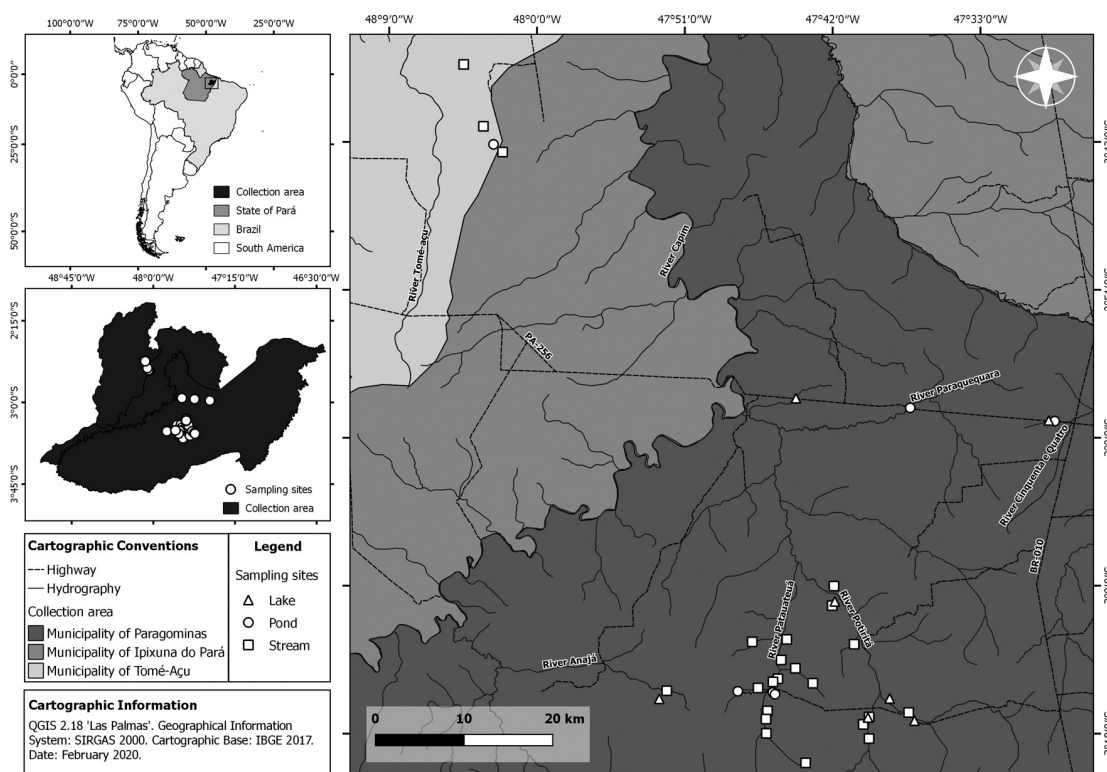 100°0'0"W 75°0'0"W 50°0'0"W 25°0'0"W
0°0'0"
25°0'0"S
50°0'0"S
Collection area
State of Pará
Brazil
South America
48°45'0"W 48°0'0"W 47°15'0"W 46°30'0"W
2°15'0"S
3°0'0"S
3°45'0"S
Sampling sites
Collection area
Cartographic Conventions
Highway
Hydrography
Collection area
Municipality of Paragominas
Municipality of Ipixuna do Pará
Municipality of Tomé-Açu
Legend
Sampling sites
Lake
Pond
Stream
Cartographic Information
QGIS 2.18 'Las Palmas'. Geographical Information
System: SIRGAS 2000. Cartographic Base: IBGE 2017.
Date: February 2020.
48°9'0"W 48°0'0"W 47°51'0"W 47°42'0"W 47°33'0"W
River Tomé-açu
River Capim
PA-256
River Paraquequara
River Cinquenta e Quatro
BR-010
River Patauateuá
River Potiritá
River Anajá
0 10 20 km